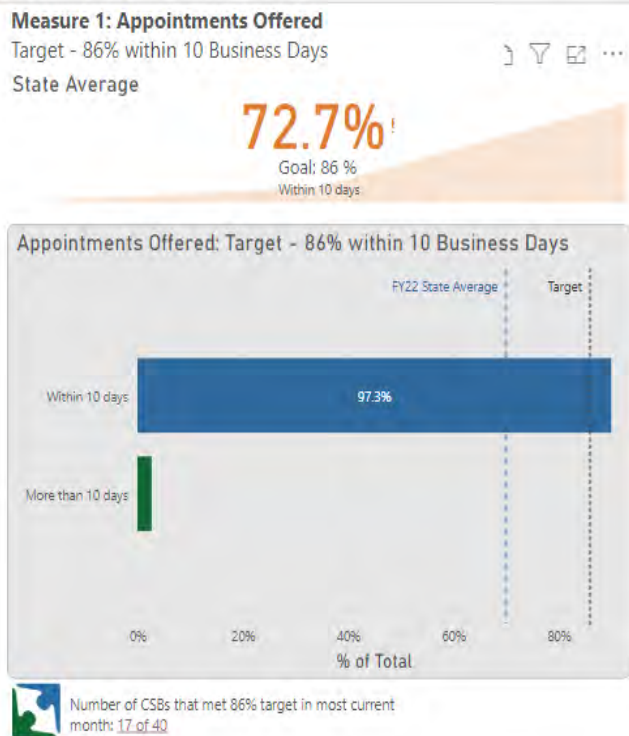 Measure 1: Appointments Offered
Target - 86% within 10 Business Days
State Average
72.7%!
Goal: 86 %
Within 10 days
Appointments Offered: Target - 86% within 10 Business Days
FY22 State Average
Target
Within 10 days
97.3%
More than 10 days
0% 20% 40% 60% 80%
% of Total
Number of CSBs that met 86% target in most current
month: 17 of 40